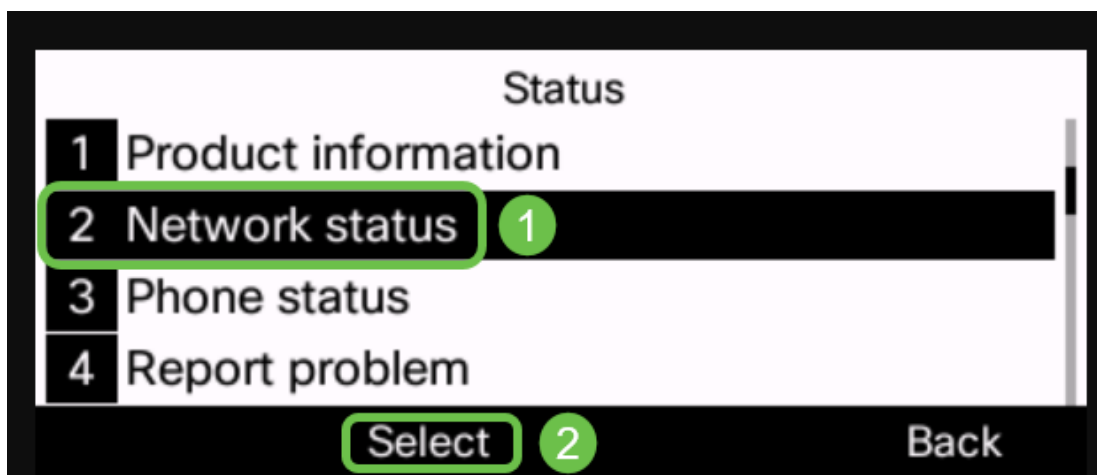 Status
1 Product information
2 Network status 1
3 Phone status
4 Report problem
Select 2 Back